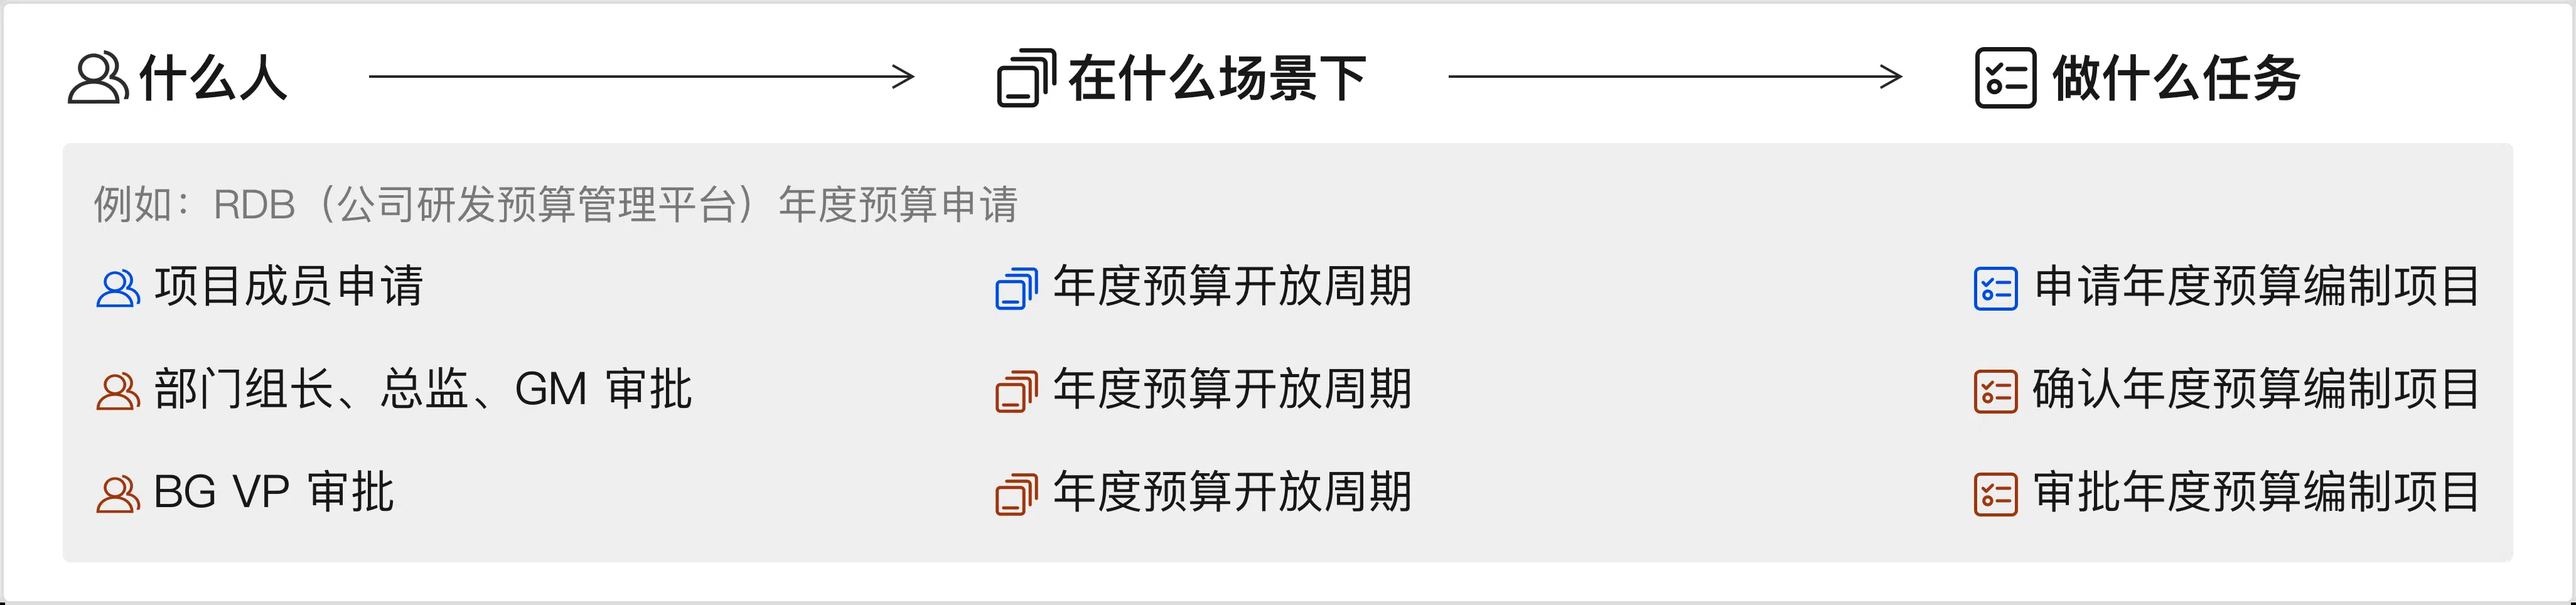 什么人 在什么场景下 做什么任务
例如：RDB（公司研发预算管理平台）年度预算申请
项目成员申请 年度预算开放周期 申请年度预算编制项目
部门组长、总监、GM 审批 年度预算开放周期 确认年度预算编制项目
BG VP 审批 年度预算开放周期 审批年度预算编制项目